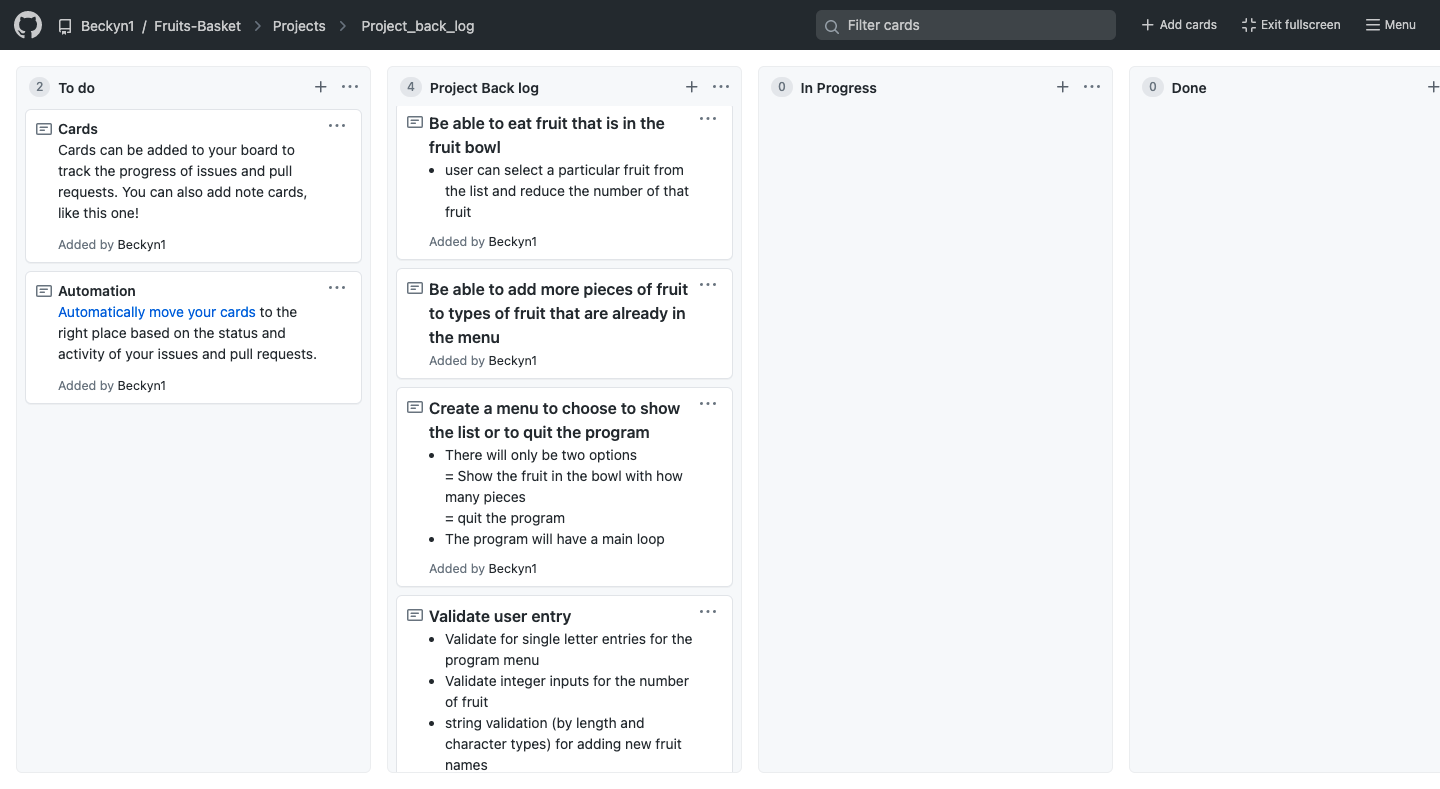 Beckyn1 / Fruits-Basket Projects Project_back_log
Filter cards
Add cards
Exit fullscreen
Menu
2 To do
Cards
Cards can be added to your board to
track the progress of issues and pull
requests. You can also add note cards,
like this one!
Added by Beckyn1
Automation
Automatically move your cards to the
right place based on the status and
activity of your issues and pull requests.
Added by Beckyn1
4 Project Back log
Be able to eat fruit that is in the
fruit bowl
• user can select a particular fruit from
the list and reduce the number of that
fruit
Added by Beckyn1
Be able to add more pieces of fruit
to types of fruit that are already in
the menu
Added by Beckyn1
Create a menu to choose to show
the list or to quit the program
• There will only be two options
= Show the fruit in the bowl with how
many pieces
= quit the program
• The program will have a main loop
Added by Beckyn1
Validate user entry
• Validate for single letter entries for the
program menu
• Validate integer inputs for the number
of fruit
• string validation (by length and
character types) for adding new fruit
names
0 In Progress
0 Done